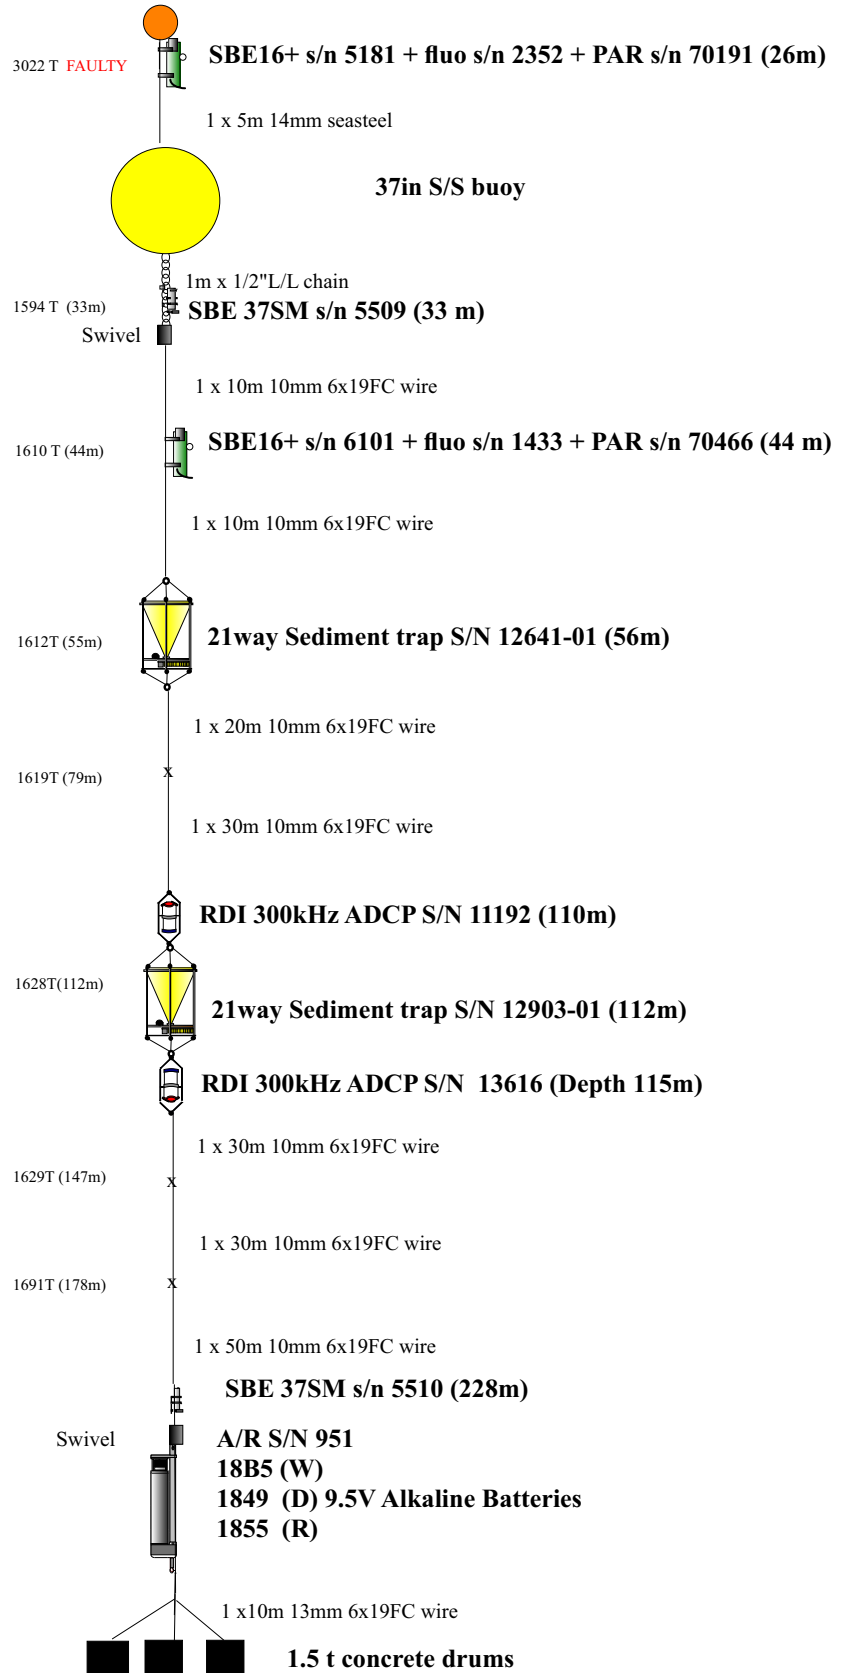 SBE16+ s/n 5181 + fluo s/n 2352 + PAR s/n 70191 (26m)
3022 T FAULTY
1 x 5m 14mm seasteel
37in S/S buoy
1m x 1/2"L/L chain
1594 T (33m)
SBE 37SM s/n 5509 (33 m)
Swivel
1 x 10m 10mm 6x19FC wire
SBE16+ s/n 6101 + fluo s/n 1433 + PAR s/n 70466 (44 m)
1610 T (44m)
1 x 10m 10mm 6x19FC wire
21way Sediment trap S/N 12641-01 (56m)
1612T (55m)
1 x 20m 10mm 6x19FC wire
1619T (79m)
x
1 x 30m 10mm 6x19FC wire
RDI 300kHz ADCP S/N 11192 (110m)
1628T(112m)
21way Sediment trap S/N 12903-01 (112m)
RDI 300kHz ADCP S/N 13616 (Depth 115m)
1 x 30m 10mm 6x19FC wire
1629T (147m)
x
1 x 30m 10mm 6x19FC wire
1691T (178m)
x
1 x 50m 10mm 6x19FC wire
SBE 37SM s/n 5510 (228m)
Swivel
A/R S/N 951
18B5 (W)
1849 (D) 9.5V Alkaline Batteries
1855 (R)
1 x10m 13mm 6x19FC wire
1.5 t concrete drums